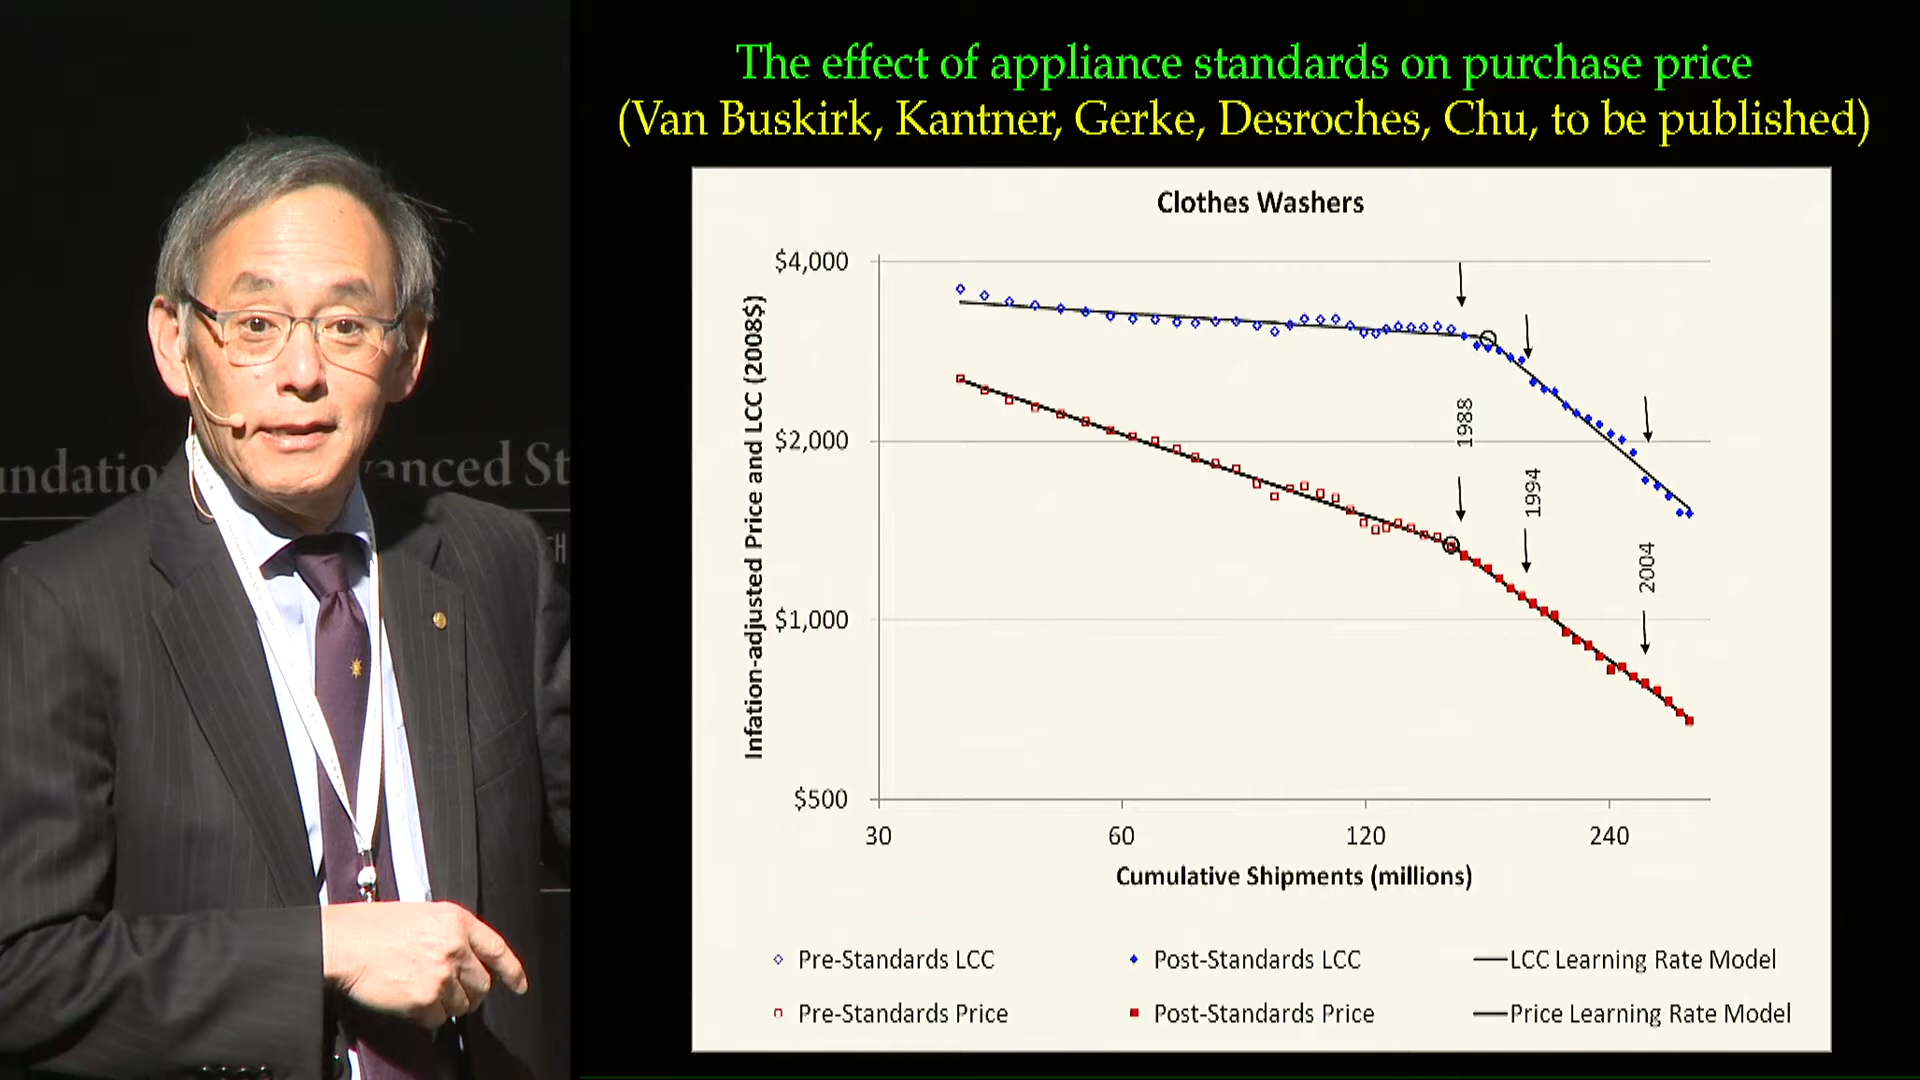 The effect of appliance standards on purchase price
(Van Buskirk, Kantner, Gerke, Desroches, Chu, to be published)
Clothes Washers
Infation-adjusted Price and LCC (2008$)
$4,000
$2,000
$1,000
$500
1988
1994
2004
30
60
120
240
Cumulative Shipments (millions)
Pre-Standards LCC
Post-Standards LCC
LCC Learning Rate Model
Pre-Standards Price
Post-Standards Price
Price Learning Rate Model